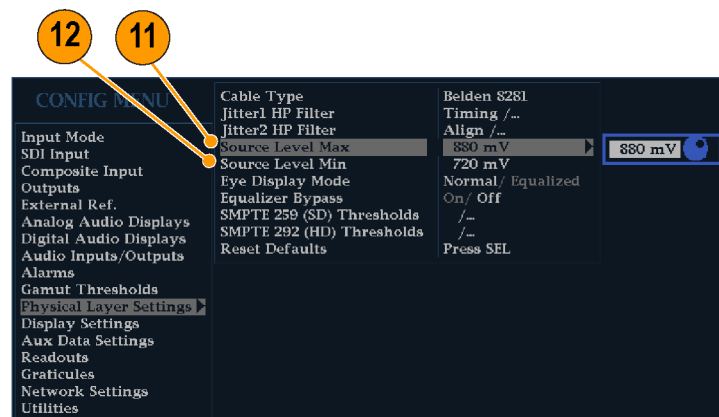 12 11
CONFIG MENU
Input Mode
SDI Input
Composite Input
Outputs
External Ref.
Analog Audio Displays
Digital Audio Displays
Audio Inputs/Outputs
Alarms
Gamut Thresholds
Physical Layer Settings
Display Settings
Aux Data Settings
Readouts
Graticules
Network Settings
Utilities
Cable Type Belden 8281
Jitter1 HP Filter Timing /...
Jitter2 HP Filter Align /...
Source Level Max 880 mV
Source Level Min 720 mV
Eye Display Mode Normal/ Equalized
Equalizer Bypass On/ Off
SMPTE 259 (SD) Thresholds /...
SMPTE 292 (HD) Thresholds /...
Reset Defaults Press SEL
880 mV